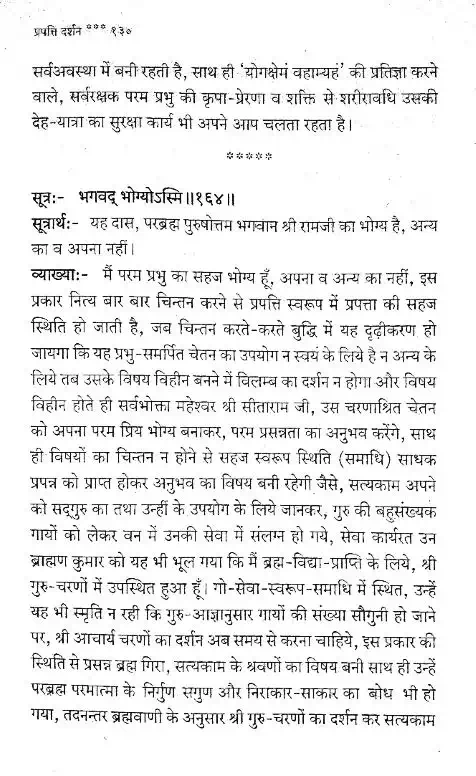 प्रपत्ति दर्शन *** १३७
सर्वअवस्था में बनी रहती है, साथ ही 'योगक्षेमं वहाम्यहं' की प्रतिज्ञा करने
वाले, सर्वरक्षक परम प्रभु की कृपा-प्रेरणा व शक्ति से शरीरावधि उसकी
देह-यात्रा का सुरक्षा कार्य भी अपने आप चलता रहता है।
*****
सूत्र:- भगवद् भोग्योऽस्मि॥१६४॥
सूत्रार्थ:- यह दास, परब्रह्म पुरुषोत्तम भगवान श्री रामजी का भोग्य है, अन्य
का व अपना नहीं।
व्याख्या:- मैं परम प्रभु का सहज भोग्य हूँ, अपना व अन्य का नहीं, इस
प्रकार नित्य बार बार चिन्तन करने से प्रपत्ति स्वरूप में प्रपत्ता की सहज
स्थिति हो जाती है, जब चिन्तन करते-करते बुद्धि में यह दृढ़ीकरण हो
जायगा कि यह प्रभु-समर्पित चेतन का उपयोग न स्वयं के लिये है न अन्य के
लिये तब उसके विषय विहीन बनने में विलम्ब का दर्शन न होगा और विषय
विहीन होते ही सर्वभोक्ता महेश्वर श्री सीताराम जी, उस चरणाश्रित चेतन
को अपना परम प्रिय भोग्य बनाकर, परम प्रसन्नता का अनुभव करेंगे, साथ
ही विषयों का चिन्तन न होने से सहज स्वरूप स्थिति (समाधि) साधक
प्रपन्न को प्राप्त होकर अनुभव का विषय बनी रहेगी जैसे, सत्यकाम अपने
को सद्‌गुरु का तथा उन्हीं के उपयोग के लिये जानकर, गुरु की बहुसंख्यक
गायों को लेकर वन में उनकी सेवा में संलग्न हो गये, सेवा कार्यरत उन
ब्राह्मण कुमार को यह भी भूल गया कि मैं ब्रह्म-विद्या-प्राप्ति के लिये, श्री
गुरु-चरणों में उपस्थित हुआ हूँ। गो-सेवा-स्वरूप-समाधि में स्थित, उन्हें
यह भी स्मृति न रही कि गुरु-आज्ञानुसार गायों की संख्या सौगुनी हो जाने
पर, श्री आचार्य चरणों का दर्शन अब समय से करना चाहिये, इस प्रकार की
स्थिति से प्रसन्न ब्रह्म गिरा, सत्यकाम के श्रवणों का विषय बनी साथ ही उन्हें
परब्रह्म परमात्मा के निर्गुण सगुण और निराकार-साकार का बोध भी हो
गया, तदनन्तर ब्रह्मवाणी के अनुसार श्री गुरु-चरणों का दर्शन कर सत्यकाम